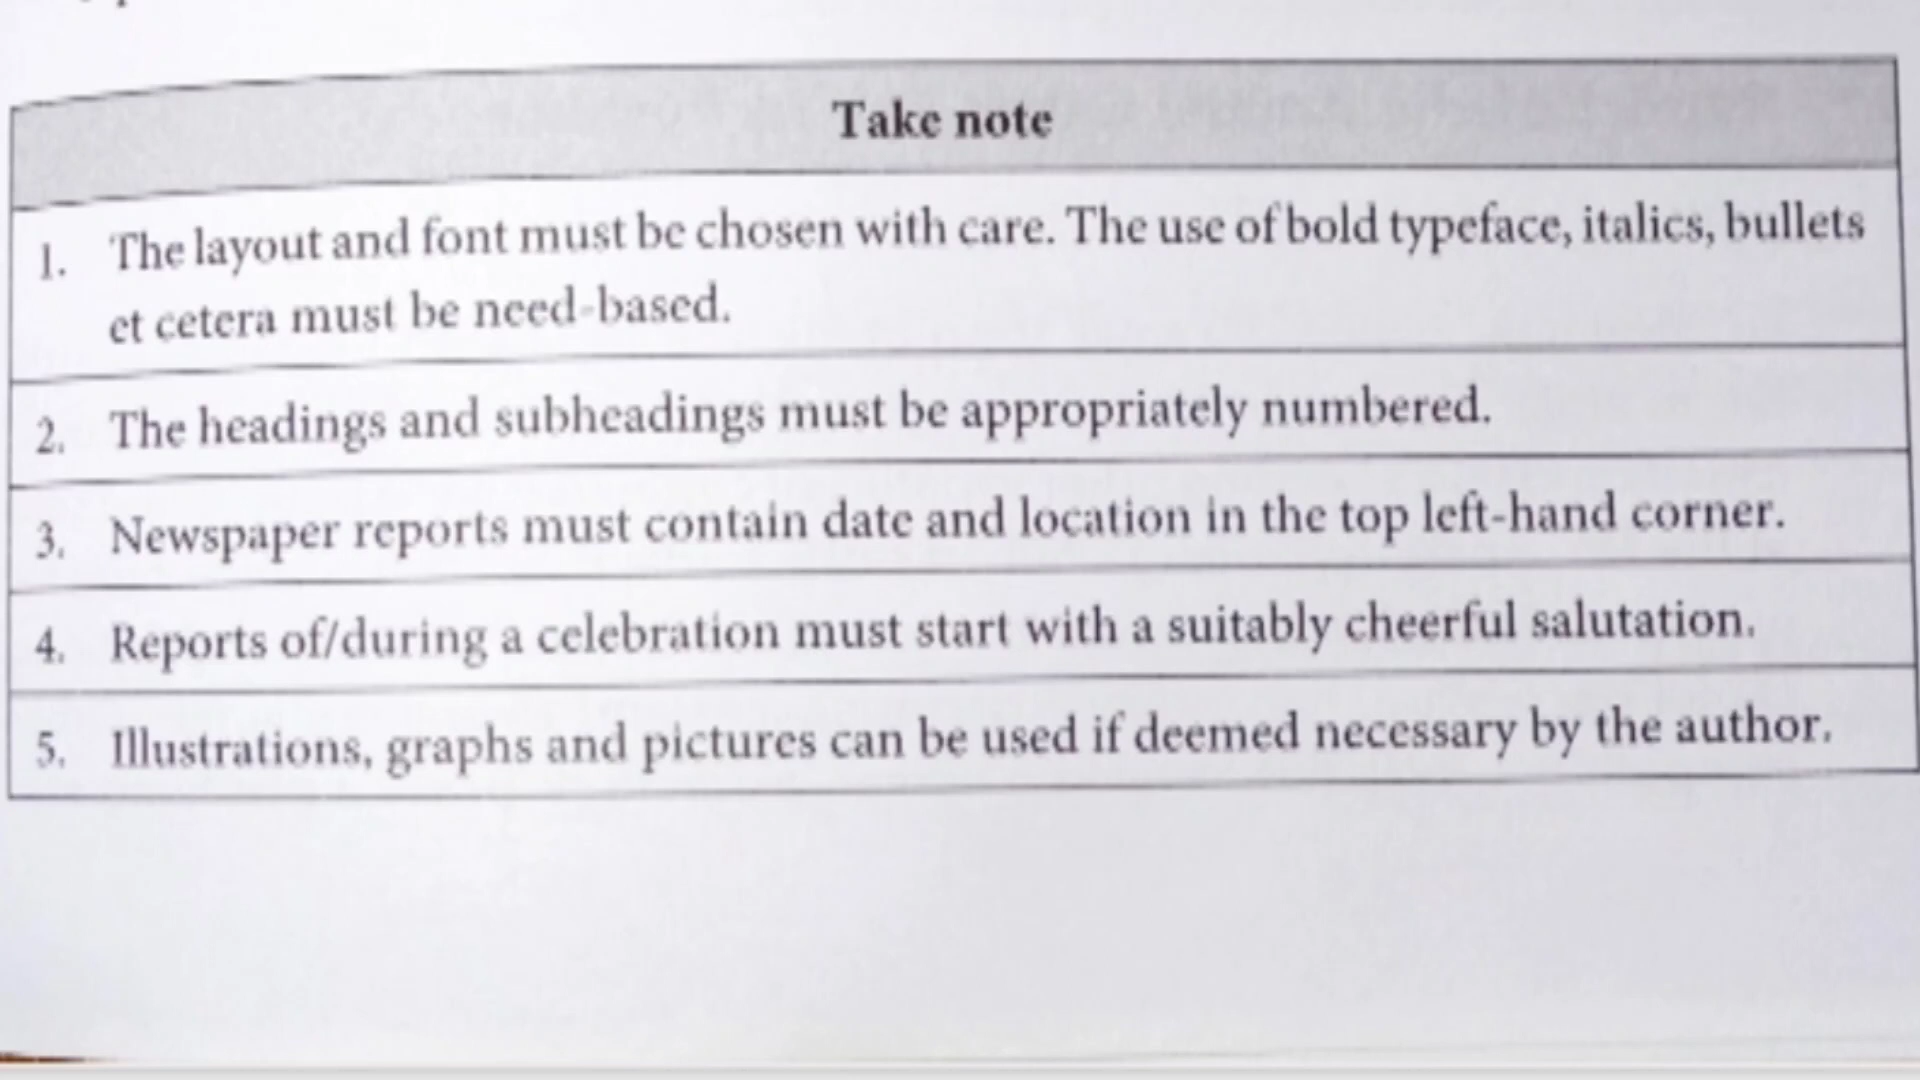 Take note
1. The layout and font must be chosen with care. The use of bold typeface, italics, bullets
et cetera must be need-based.
2. The headings and subheadings must be appropriately numbered.
3. Newspaper reports must contain date and location in the top left-hand corner.
4. Reports of/during a celebration must start with a suitably cheerful salutation.
5. Illustrations, graphs and pictures can be used if deemed necessary by the author.